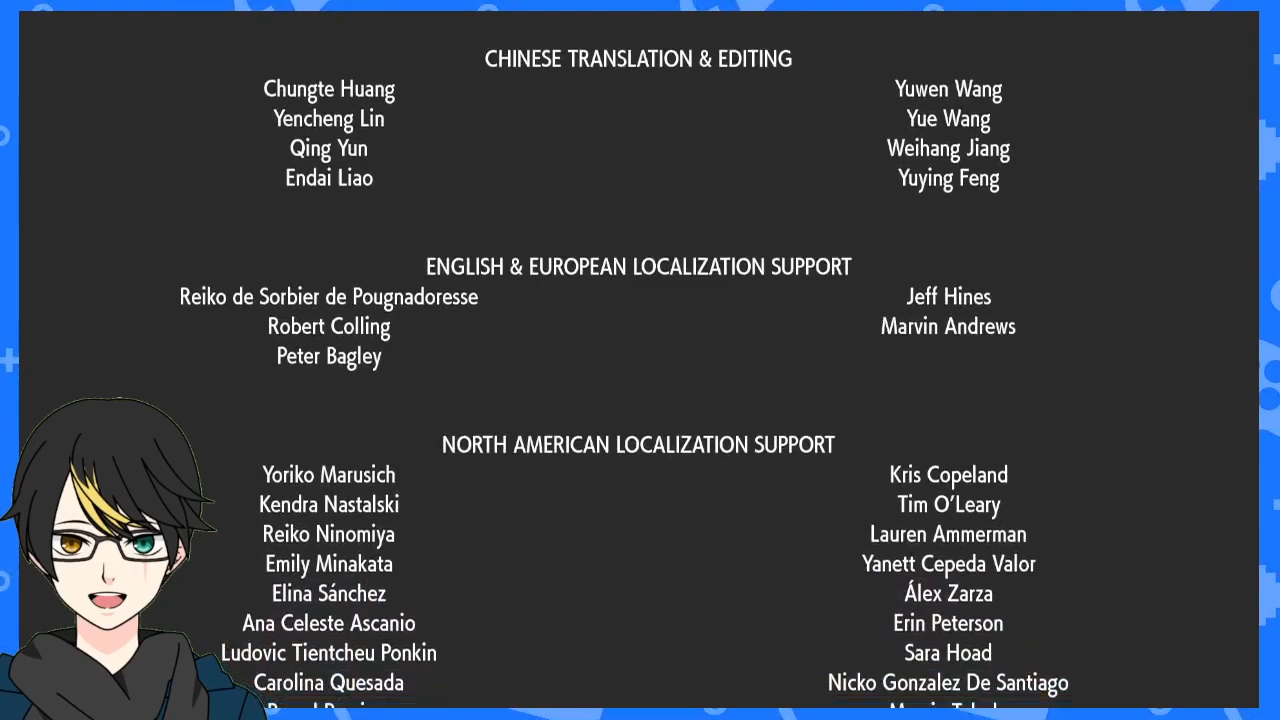 CHINESE TRANSLATION & EDITING
Chungte Huang Yuwen Wang
Yencheng Lin Yue Wang
Qing Yun Weihang Jiang
Endai Liao Yuying Feng
ENGLISH & EUROPEAN LOCALIZATION SUPPORT
Reiko de Sorbier de Pougnadoresse Jeff Hines
Robert Colling Marvin Andrews
Peter Bagley
NORTH AMERICAN LOCALIZATION SUPPORT
Yoriko Marusich Kris Copeland
Kendra Nastalski Tim O’Leary
Reiko Ninomiya Lauren Ammerman
Emily Minakata Yanett Cepeda Valor
Elina Sánchez Álex Zarza
Ana Celeste Ascanio Erin Peterson
Ludovic Tientcheu Ponkin Sara Hoad
Carolina Quesada Nicko Gonzalez De Santiago